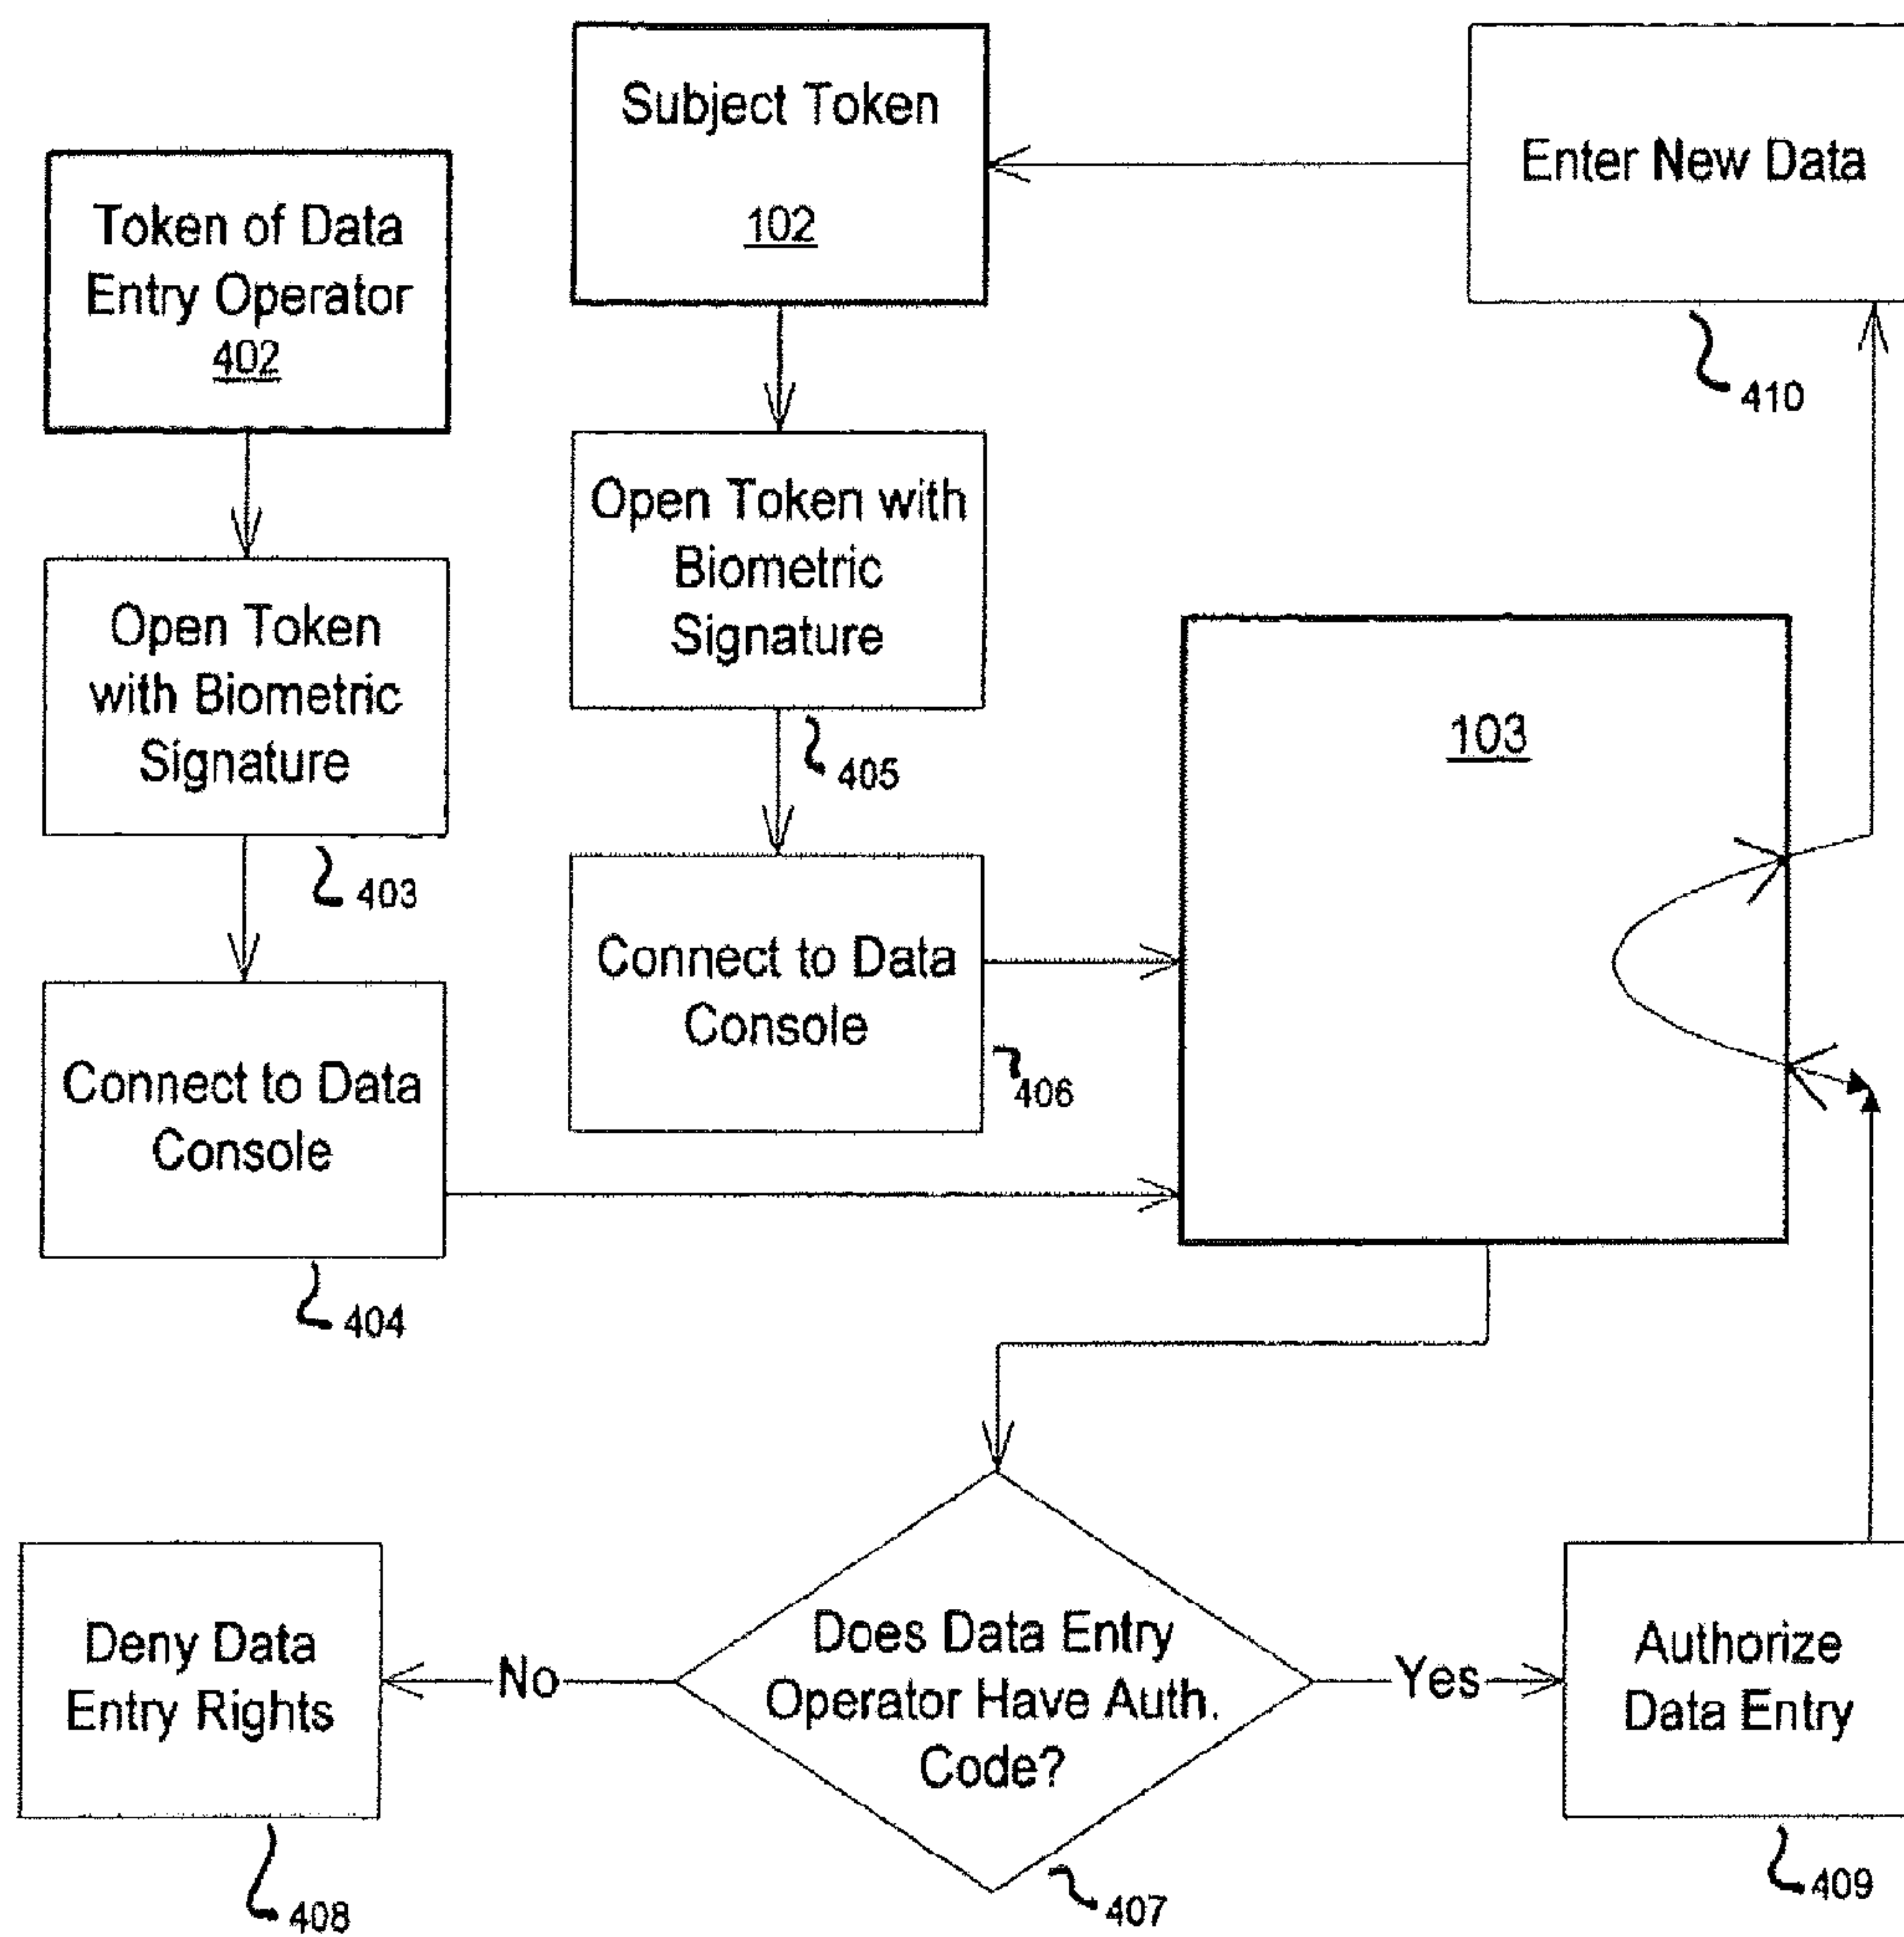 Subject Token
102
Enter New Data
410
Token of Data
Entry Operator
402
Open Token with
Biometric
Signature
405
Open Token
with Biometric
Signature
403
103
Connect to Data
Console
406
Connect to Data
Console
404
Does Data Entry
Operator Have Auth.
Code?
407
No
Yes
Deny Data
Entry Rights
408
Authorize
Data Entry
409